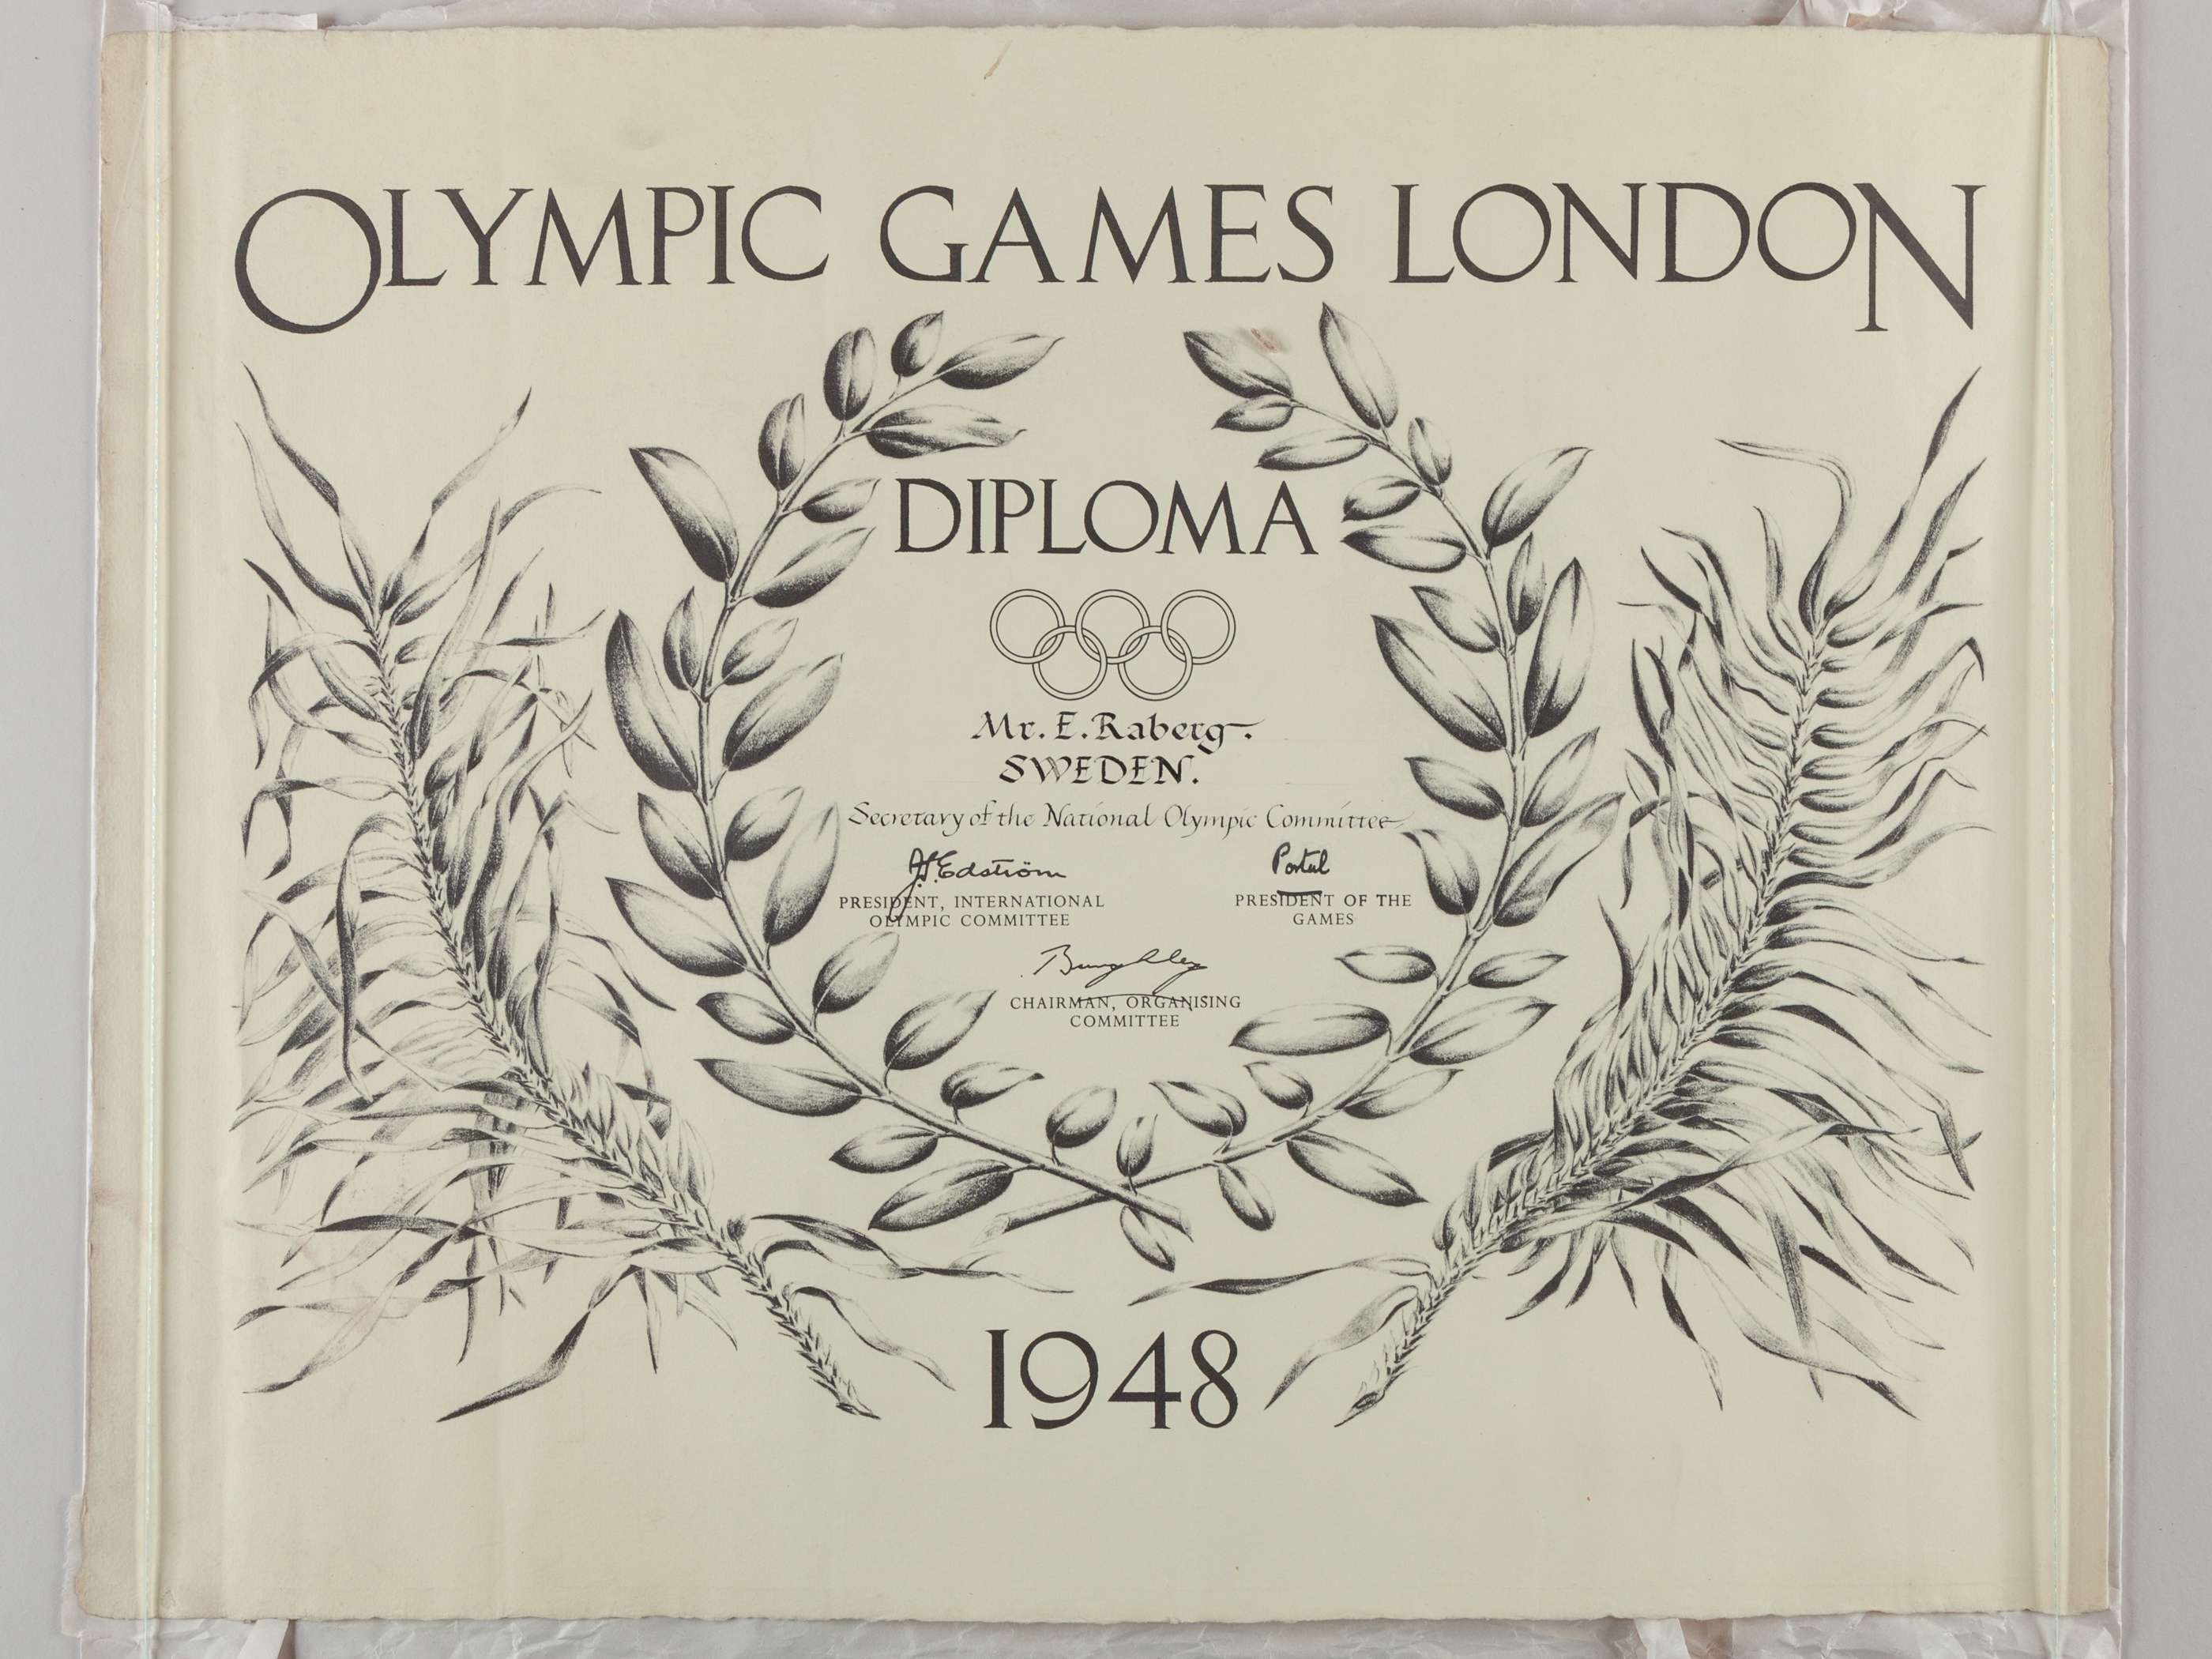 OLYMPIC GAMES LONDON
DIPLOMA
Mr. E. Raberg.
SWEDEN.
Secretary of the National Olympic Committee
J.S. Edström
PRESIDENT, INTERNATIONAL
OLYMPIC COMMITTEE
Portal
PRESIDENT OF THE
GAMES
Burghley
CHAIRMAN, ORGANISING
COMMITTEE
1948